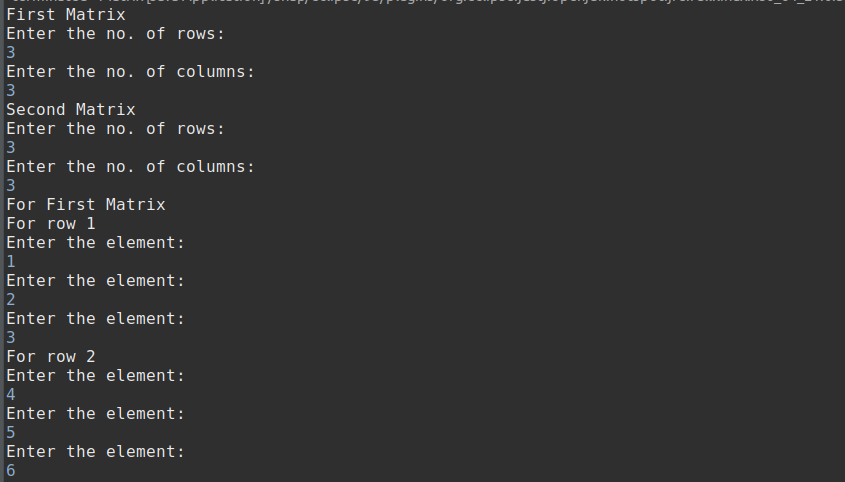 First Matrix
Enter the no. of rows:
3
Enter the no. of columns:
3
Second Matrix
Enter the no. of rows:
3
Enter the no. of columns:
3
For First Matrix
For row 1
Enter the element:
1
Enter the element:
2
Enter the element:
3
For row 2
Enter the element:
4
Enter the element:
5
Enter the element:
6